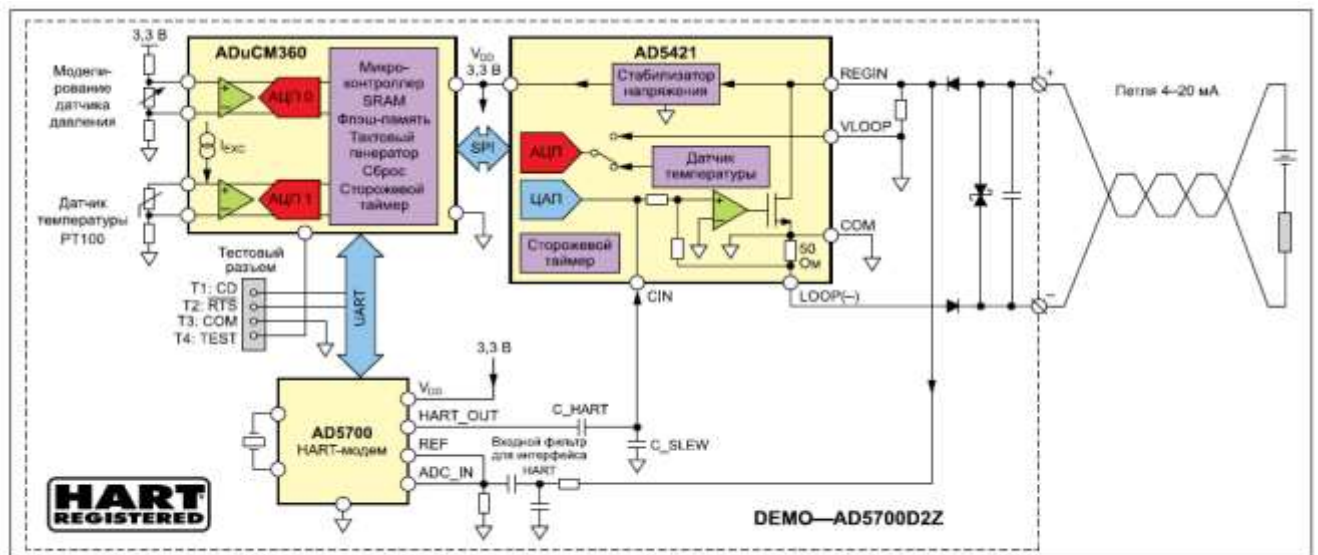 3,3 В
Модели-
рование
датчика
давления
Датчик
температуры
PT100
ADuCM360
АЦП 0
IEXC
АЦП 1
Микро-
контроллер
SRAM
Флэш-память
Тактовый
генератор
Сброс
Сторожевой
таймер
VDD
3,3 В
SPI
AD5421
Стабилизатор
напряжения
АЦП
Датчик
температуры
ЦАП
Сторожевой
таймер
50
Ом
REGIN
VLOOP
COM
LOOP(–)
CIN
+
–
Петля 4–20 мА
Тестовый
разъем
T1: CD
T2: RTS
T3: COM
T4: TEST
UART
3,3 В
AD5700
HART-модем
VDD
HART_OUT
REF
ADC_IN
C_HART
C_SLEW
Входной фильтр
для интерфейса
HART
HART
REGISTERED
DEMO—AD5700D2Z